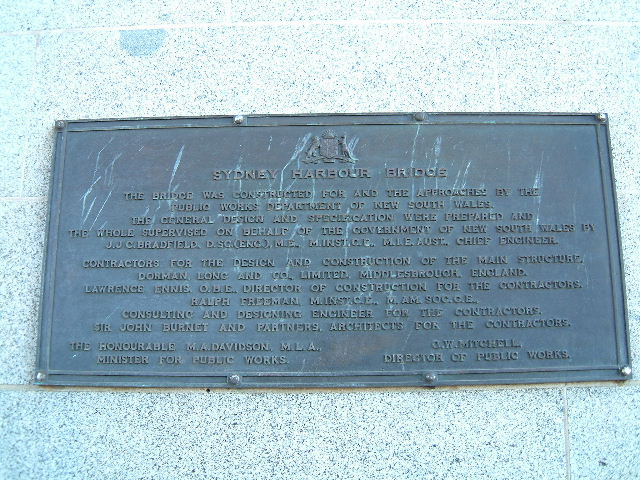 SYDNEY HARBOUR BRIDGE
THE BRIDGE WAS CONSTRUCTED FOR AND THE APPROACHES BY THE
PUBLIC WORKS DEPARTMENT OF NEW SOUTH WALES.
THE GENERAL DESIGN AND SPECIFICATION WERE PREPARED AND
THE WHOLE SUPERVISED ON BEHALF OF THE GOVERNMENT OF NEW SOUTH WALES BY
J.J.C.BRADFIELD, D.SC.(ENG.), M.E., M.INST.C.E., M.I.E.AUST., CHIEF ENGINEER.
CONTRACTORS FOR THE DESIGN AND CONSTRUCTION OF THE MAIN STRUCTURE,
DORMAN, LONG AND CO., LIMITED, MIDDLESBROUGH, ENGLAND.
LAWRENCE ENNIS, O.B.E., DIRECTOR OF CONSTRUCTION FOR THE CONTRACTORS.
RALPH FREEMAN, M.INST.C.E., M.AM.SOC.C.E.,
CONSULTING AND DESIGNING ENGINEER FOR THE CONTRACTORS.
SIR JOHN BURNET AND PARTNERS, ARCHITECTS FOR THE CONTRACTORS.
THE HONOURABLE M.A.DAVIDSON, M.L.A., O.W.MITCHELL,
MINISTER FOR PUBLIC WORKS. DIRECTOR OF PUBLIC WORKS.